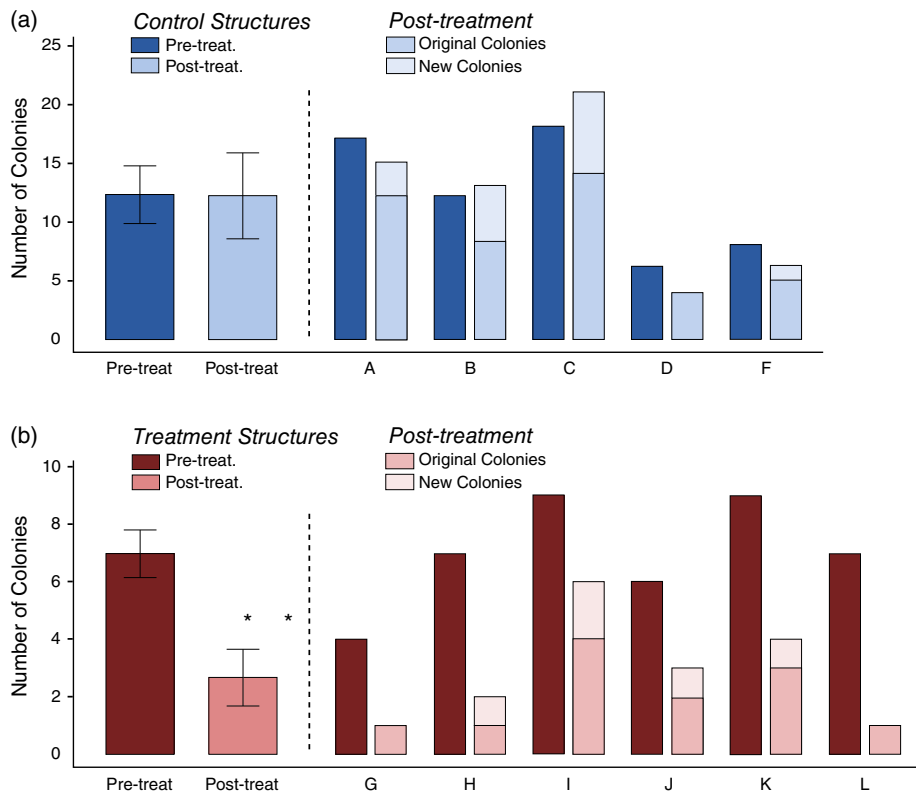 (a)
Control Structures
Pre-treat.
Post-treat.
Post-treatment
Original Colonies
New Colonies
Number of Colonies
25
20
15
10
5
0
Pre-treat Post-treat A B C D F
(b)
Treatment Structures
Pre-treat.
Post-treat.
Post-treatment
Original Colonies
New Colonies
Number of Colonies
10
8
6
4
2
0
* *
Pre-treat Post-treat G H I J K L